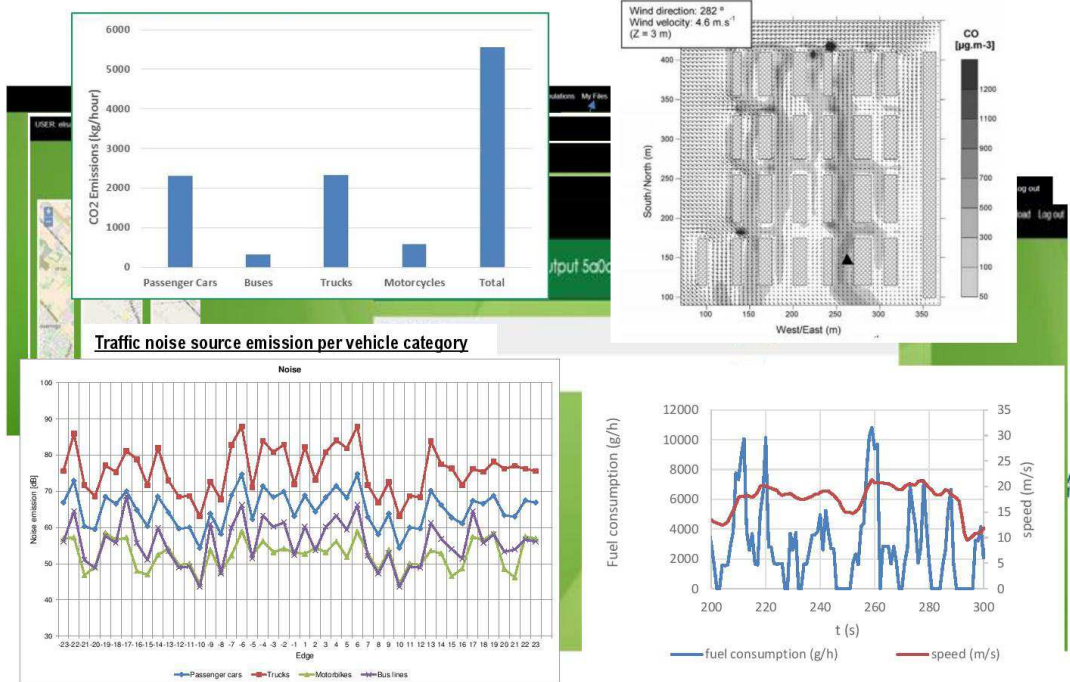 CO2 Emissions (kg/hour)
6000
5000
4000
3000
2000
1000
0
Passenger Cars Buses Trucks Motorcycles Total
My Files
USER: elisa
utput 5a0c
Wind direction: 282 º
Wind velocity: 4.6 m.s-1
(Z = 3 m)
CO
[µg.m-3]
1200
1100
900
700
500
300
100
50
South/North (m)
400
350
300
250
200
150
100
100 150 200 250 300 350
West/East (m)
og out
oad Log out
Traffic noise source emission per vehicle category
Noise
Noise emission [dB]
100
90
80
70
60
50
40
30
-23 -22 -21 -20 -19 -18 -17 -16 -15 -14 -13 -12 -11 -10 -9 -8 -7 -6 -5 -4 -3 -2 -1 1 2 3 4 5 6 7 8 9 10 11 12 13 14 15 16 17 18 19 20 21 22 23
Edge
Passenger cars Trucks Motorbikes Bus lines
Fuel consumption (g/h)
12000
10000
8000
6000
4000
2000
0
35
30
25
20
15
10
5
0
speed (m/s)
200 220 240 260 280 300
t (s)
fuel consumption (g/h) speed (m/s)